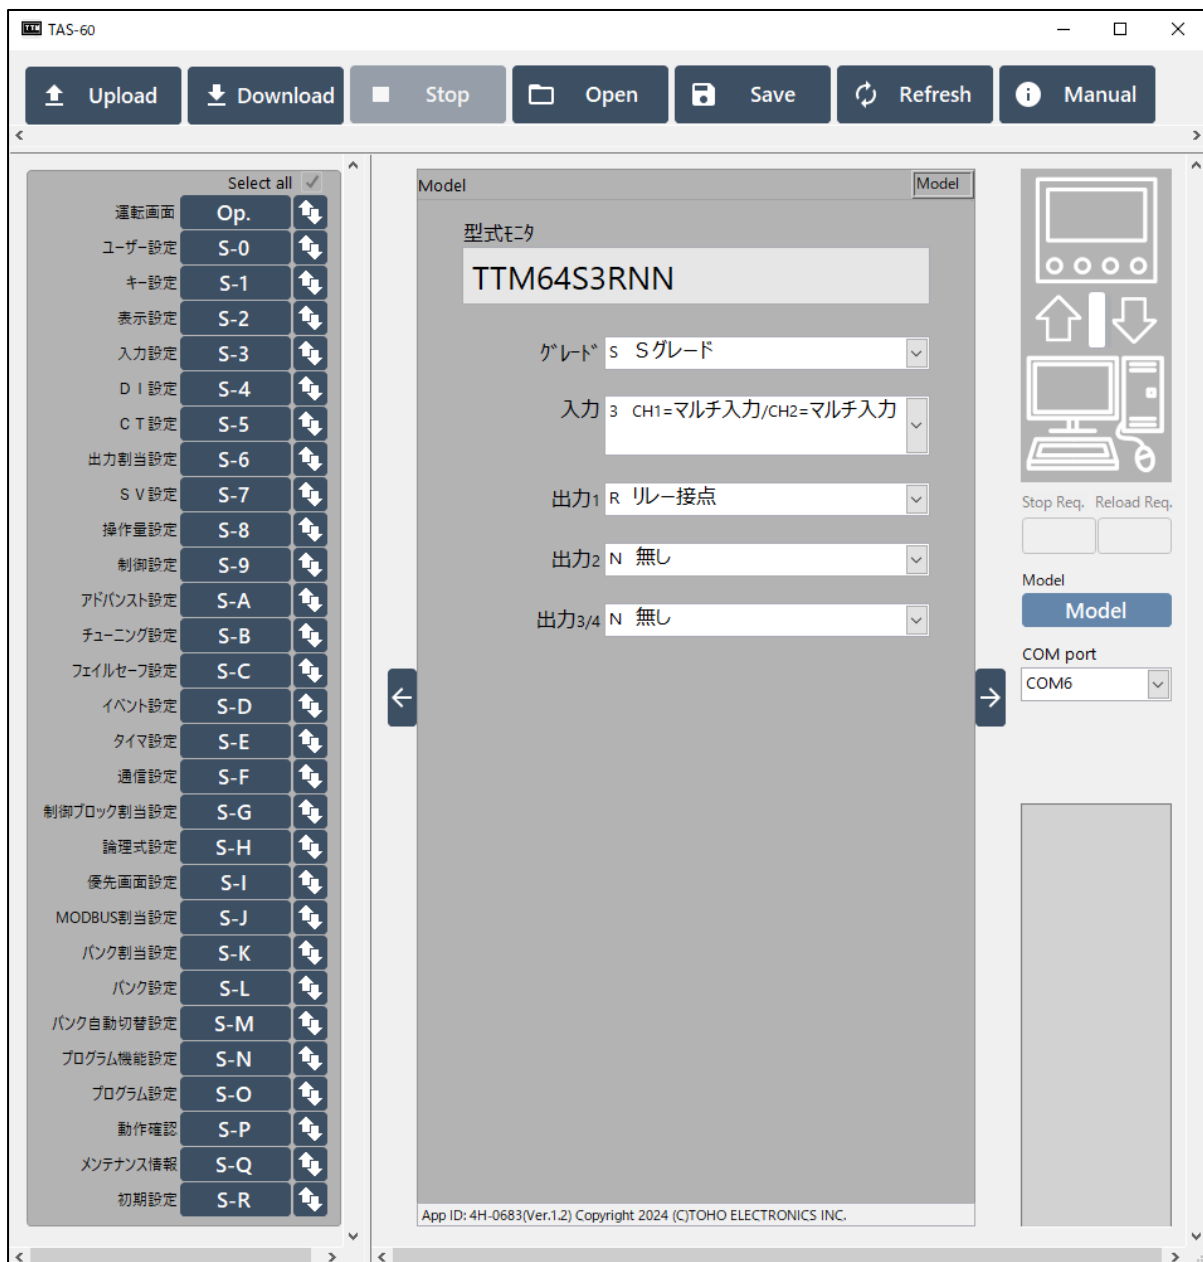 TTM TAS-60
Upload Download Stop Open Save Refresh Manual
Select all
運転画面 Op.
ユーザー設定 S-0
キー設定 S-1
表示設定 S-2
入力設定 S-3
ＤＩ設定 S-4
ＣＴ設定 S-5
出力割当設定 S-6
ＳＶ設定 S-7
操作量設定 S-8
制御設定 S-9
アドバンスト設定 S-A
チューニング設定 S-B
フェイルセーフ設定 S-C
イベント設定 S-D
タイマ設定 S-E
通信設定 S-F
制御ブロック割当設定 S-G
論理式設定 S-H
優先画面設定 S-I
MODBUS割当設定 S-J
バンク割当設定 S-K
バンク設定 S-L
バンク自動切替設定 S-M
プログラム機能設定 S-N
プログラム設定 S-O
動作確認 S-P
メンテナンス情報 S-Q
初期設定 S-R
Model Model
型式ﾓﾆﾀ
TTM64S3RNN
ｸﾞﾚｰﾄﾞ S Ｓグレード
入力 3 CH1=マルチ入力/CH2=マルチ入力
出力1 R リレー接点
出力2 N 無し
出力3/4 N 無し
App ID: 4H-0683(Ver.1.2) Copyright 2024 (C)TOHO ELECTRONICS INC.
Stop Req. Reload Req.
Model
Model
COM port
COM6